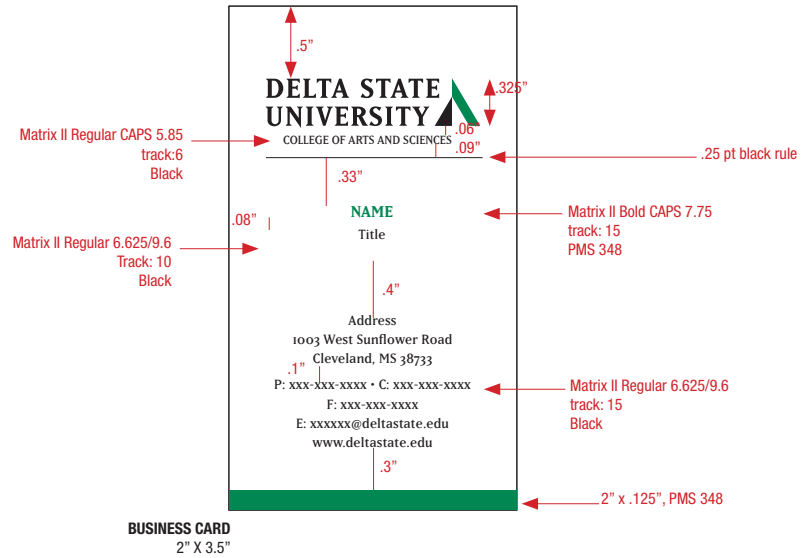 .5”
DELTA STATE
UNIVERSITY
.325”
.06”
COLLEGE OF ARTS AND SCIENCES
.09”
Matrix II Regular CAPS 5.85
track:6
Black
.25 pt black rule
.33”
NAME
Title
.08”
Matrix II Bold CAPS 7.75
track: 15
PMS 348
Matrix II Regular 6.625/9.6
Track: 10
Black
.4”
Address
1003 West Sunflower Road
Cleveland, MS 38733
.1”
P: xxx-xxx-xxxx • C: xxx-xxx-xxxx
F: xxx-xxx-xxxx
E: xxxxxx@deltastate.edu
www.deltastate.edu
Matrix II Regular 6.625/9.6
track: 15
Black
.3”
2” x .125”, PMS 348
BUSINESS CARD
2” X 3.5”